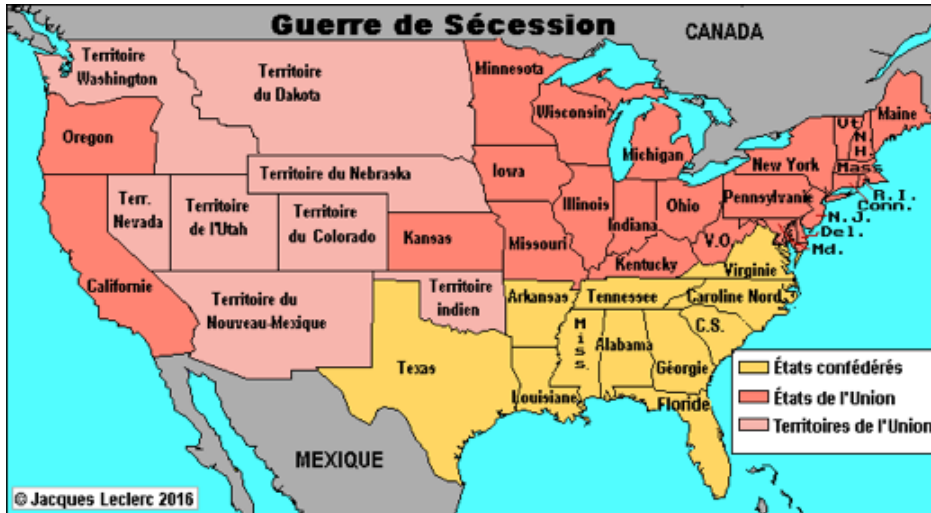 Guerre de Sécession
CANADA
Territoire
Washington
Territoire
du Dakota
Minnesota
Wisconsin
Michigan
Maine
Vt.
N
H.
Oregon
New York
Mass
R.I.
Conn.
Territoire du Nebraska
Iowa
Pennsylvanie
N.J.
Del.
Md.
Terr.
Nevada
Territoire
de l'Utah
Territoire
du Colorado
Kansas
Missouri
Illinois
Indiana
Ohio
V.O.
Kentucky
Virginie
Californie
Territoire du
Nouveau-Mexique
Territoire
indien
Arkansas
Tennessee
Caroline Nord
C.S.
M
i
s
s.
Alabama
Géorgie
Texas
Louisiane
Floride
États confédérés
États de l'Union
Territoires de l'Union
MEXIQUE
© Jacques Leclerc 2016